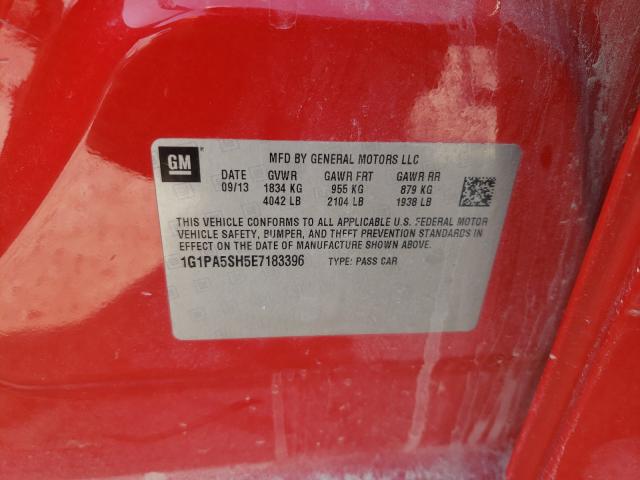 GM MFD BY GENERAL MOTORS LLC
DATE GVWR GAWR FRT GAWR RR
09/13 1834 KG 955 KG 879 KG
4042 LB 2104 LB 1938 LB
THIS VEHICLE CONFORMS TO ALL APPLICABLE U.S. FEDERAL MOTOR
VEHICLE SAFETY, BUMPER, AND THEFT PREVENTION STANDARDS IN
EFFECT ON THE DATE OF MANUFACTURE SHOWN ABOVE.
1G1PA5SH5E7183396 TYPE: PASS CAR